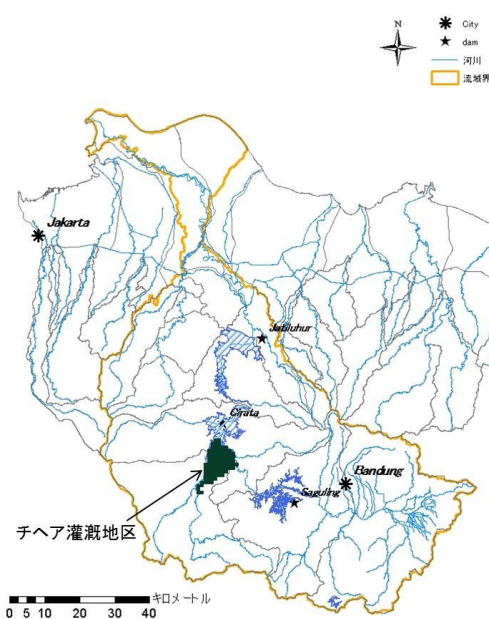 N
City
dam
河川
流域界
Jakarta
Jatiluhur
Cirata
Bandung
Saguling
チヘア灌漑地区
キロメートル
0 5 10 20 30 40